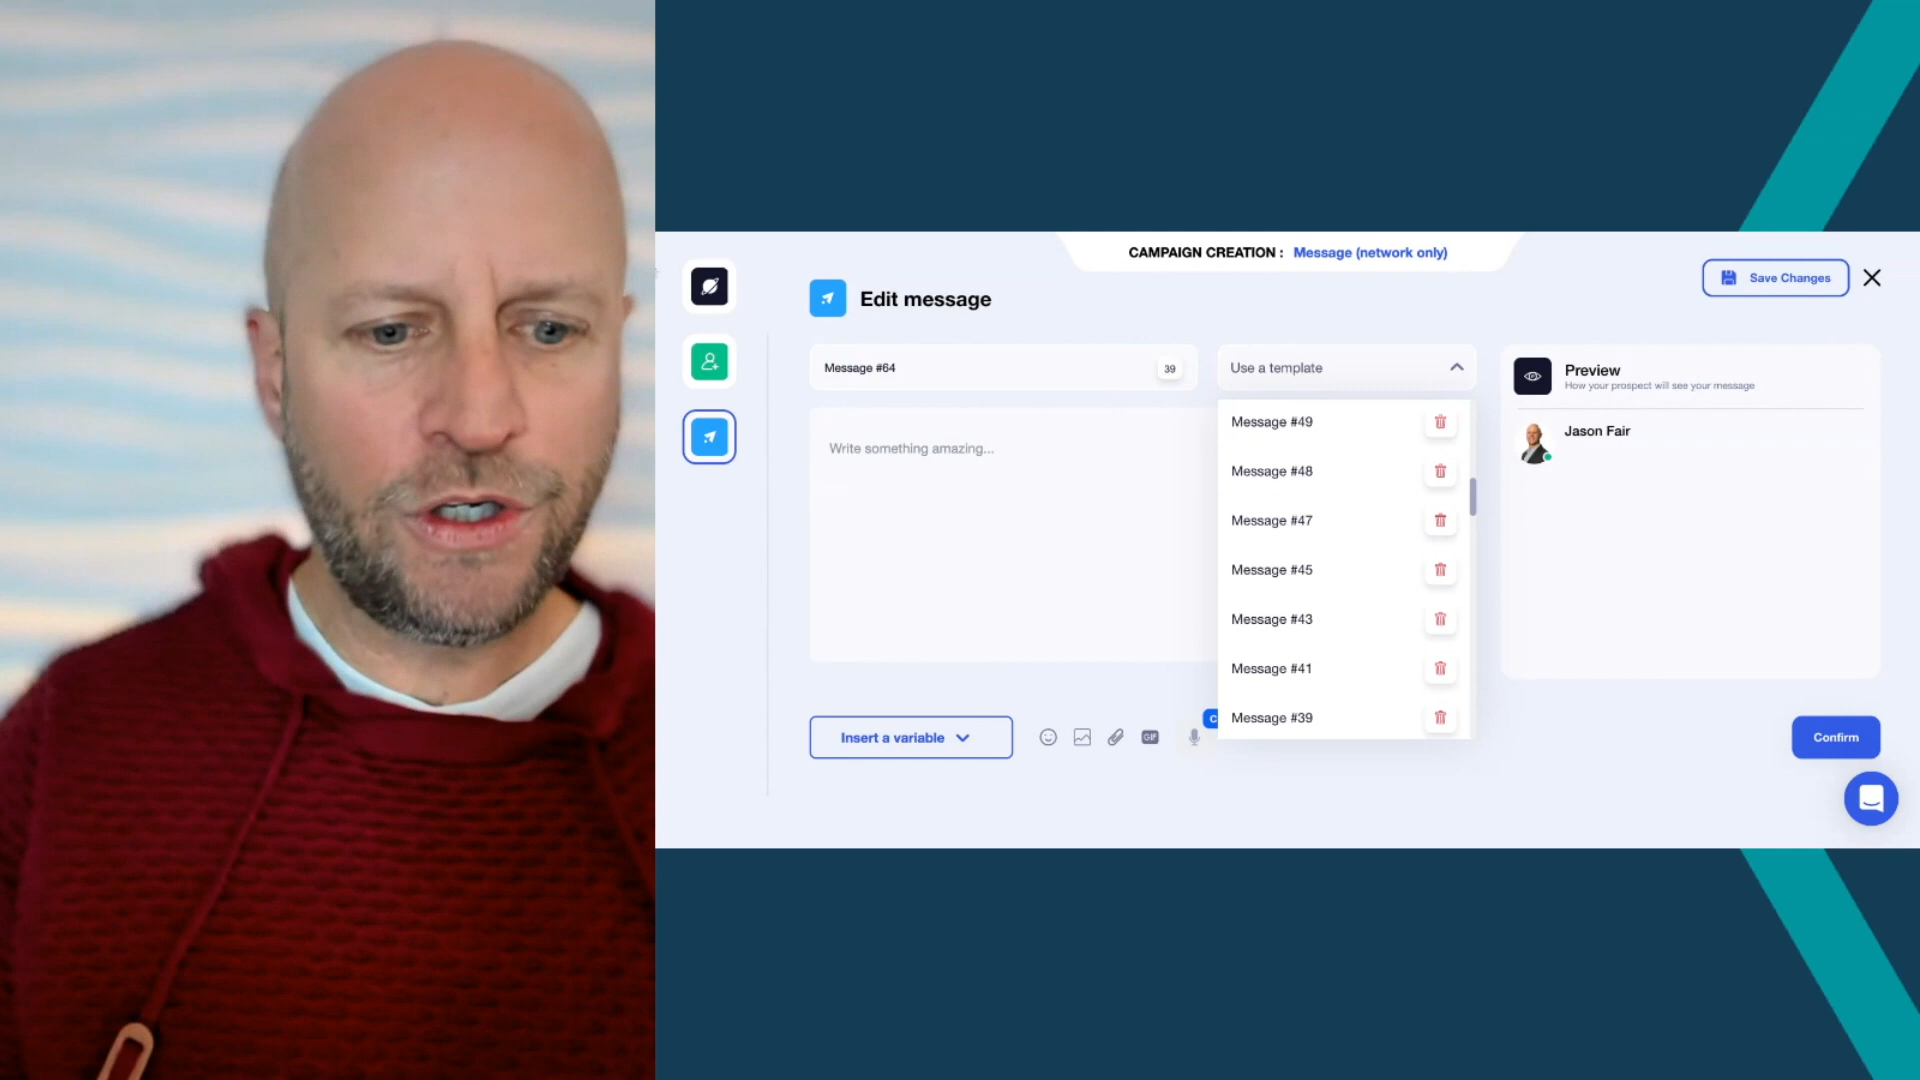 CAMPAIGN CREATION : Message (network only)
Save Changes
Edit message
Message #64
39
Use a template
Preview
How your prospect will see your message
Message #49
Jason Fair
Write something amazing...
Message #48
Message #47
Message #45
Message #43
Message #41
Message #39
C
Insert a variable
GIF
Confirm